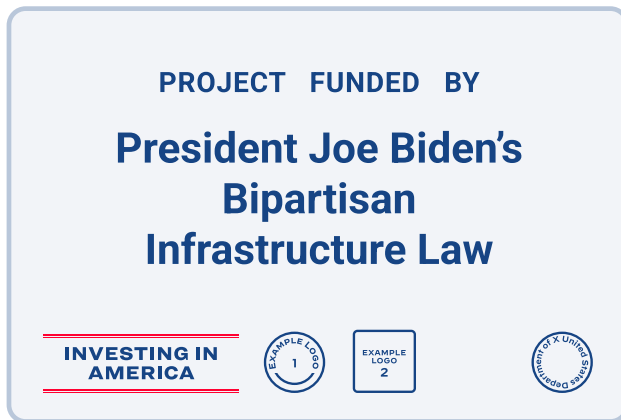 PROJECT FUNDED BY
President Joe Biden’s
Bipartisan
Infrastructure Law
INVESTING IN
AMERICA
EXAMPLE LOGO
1
EXAMPLE
LOGO
2
Department of X United States